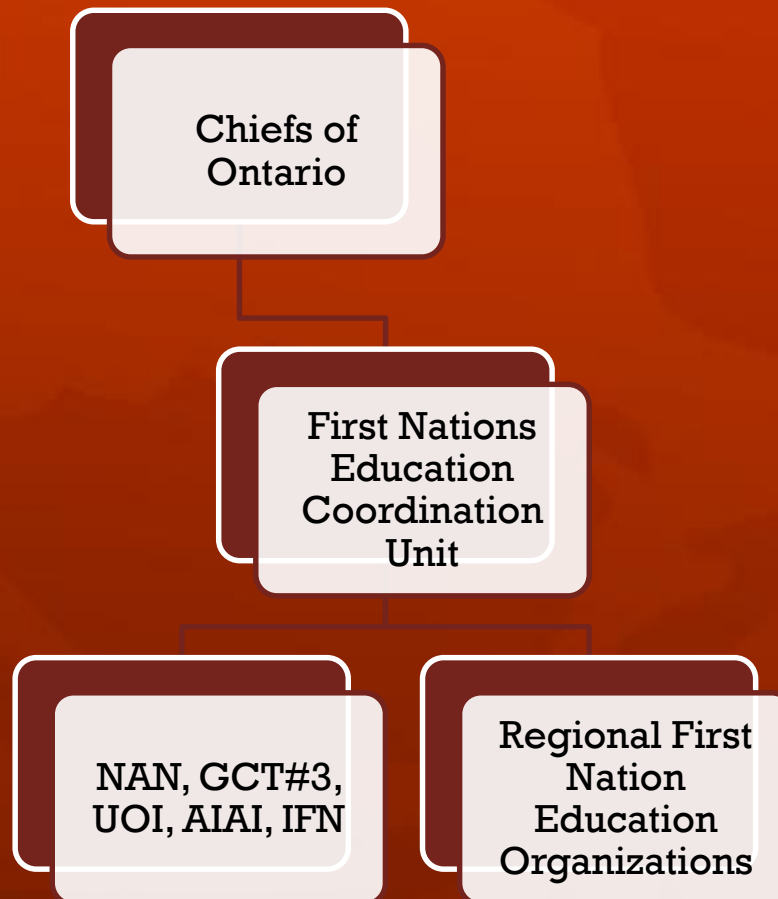 Chiefs of
Ontario
First Nations
Education
Coordination
Unit
NAN, GCT#3,
UOI, AIAI, IFN
Regional First
Nation
Education
Organizations